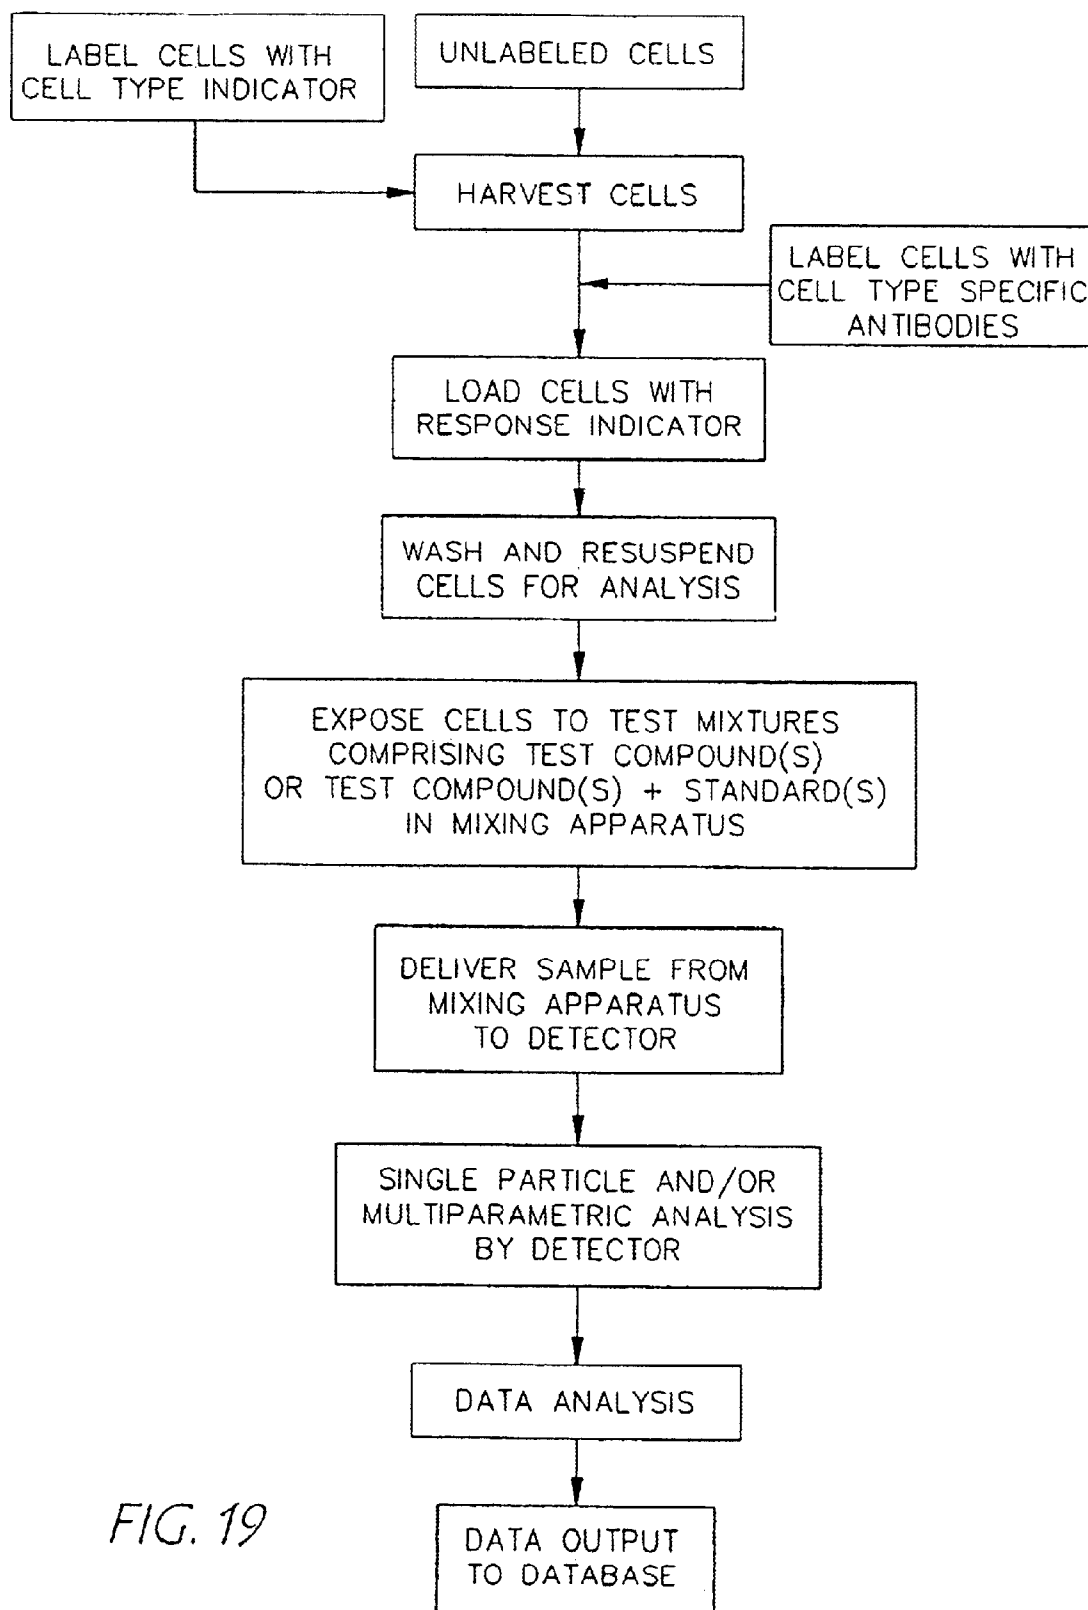 LABEL CELLS WITH
CELL TYPE INDICATOR
UNLABELED CELLS
HARVEST CELLS
LABEL CELLS WITH
CELL TYPE SPECIFIC
ANTIBODIES
LOAD CELLS WITH
RESPONSE INDICATOR
WASH AND RESUSPEND
CELLS FOR ANALYSIS
EXPOSE CELLS TO TEST MIXTURES
COMPRISING TEST COMPOUND(S)
OR TEST COMPOUND(S) + STANDARD(S)
IN MIXING APPARATUS
DELIVER SAMPLE FROM
MIXING APPARATUS
TO DETECTOR
SINGLE PARTICLE AND/OR
MULTIPARAMETRIC ANALYSIS
BY DETECTOR
DATA ANALYSIS
DATA OUTPUT
TO DATABASE
FIG. 19